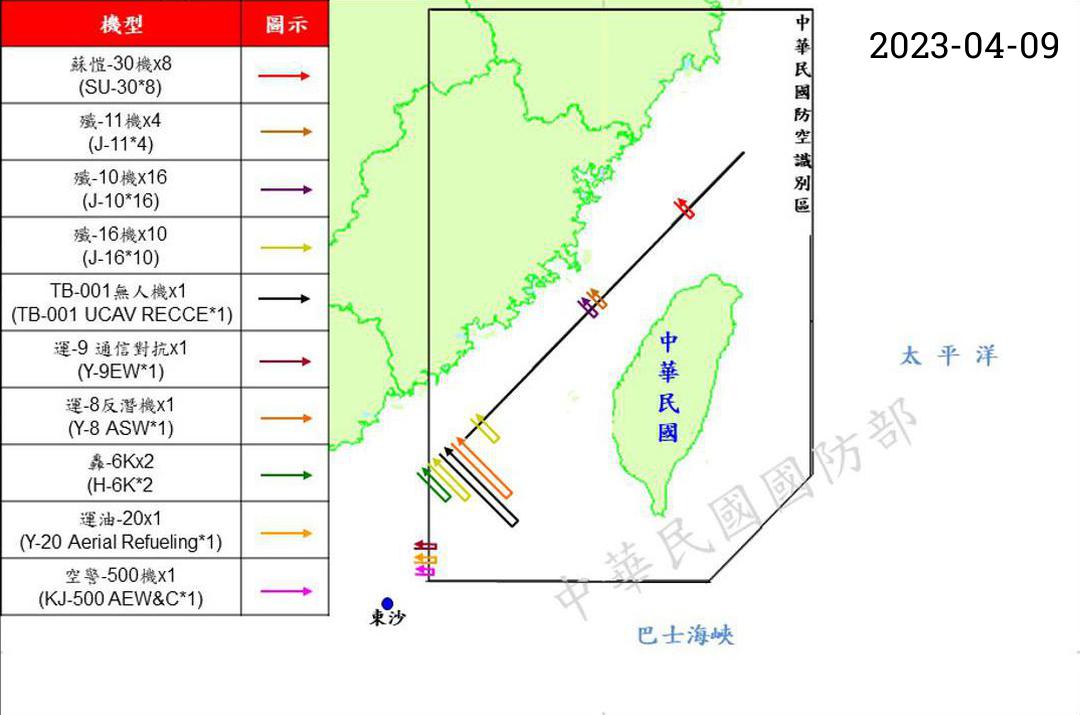 機型 圖示
蘇愷-30機x8
(SU-30*8)
殲-11機x4
(J-11*4)
殲-10機x16
(J-10*16)
殲-16機x10
(J-16*10)
TB-001無人機x1
(TB-001 UCAV RECCE*1)
運-9 通信對抗x1
(Y-9EW*1)
運-8反潛機x1
(Y-8 ASW*1)
轟-6Kx2
(H-6K*2
運油-20x1
(Y-20 Aerial Refueling*1)
空警-500機x1
(KJ-500 AEW&C*1)
中華民國防空識別區
2023-04-09
中華民國
太平洋
中華民國國防部
東沙
巴士海峽